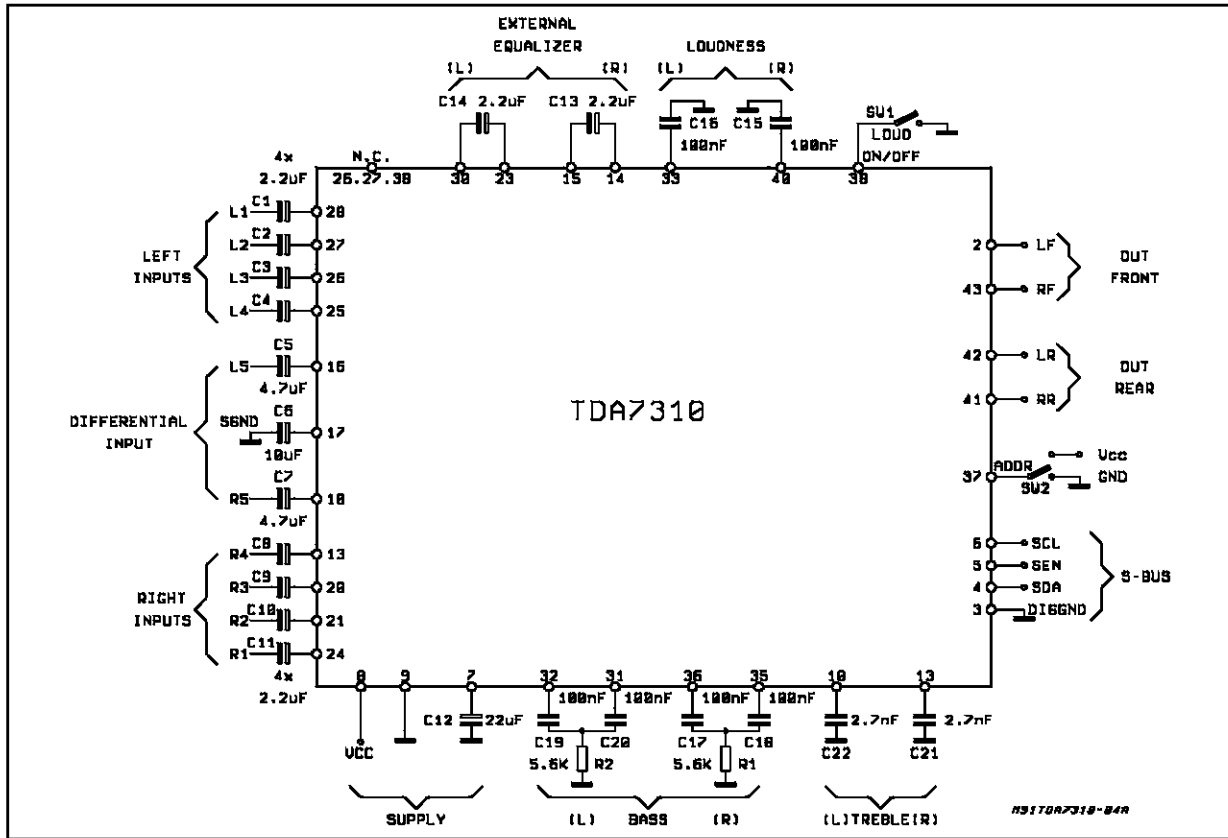 EXTERNAL
EQUALIZER
LOUDNESS
(L) (R) (L) (R)
C14 2.2uF C13 2.2uF
C16 C15
100nF 100nF
SW1
LOUD
ON/OFF
4x
2.2uF
N.C.
26.27.38 30 23 15 14 33 40 38
LEFT
INPUTS
L1 C1 28
L2 C2 27
L3 C3 26
L4 C4 25
DIFFERENTIAL
INPUT
L5 C5 16
4.7uF
SGND C6 17
10uF
R5 C7 18
4.7uF
RIGHT
INPUTS
R4 C8 13
R3 C9 20
R2 C10 21
R1 C11 24
4x
2.2uF
TDA7310
2 LF
43 RF
OUT
FRONT
42 LR
41 RR
OUT
REAR
37 ADDR SW2 Vcc
GND
6 SCL
5 SEN
4 SDA
3 DIGGND
S-BUS
8 9 7 32 31 36 35 18 13
100nF 100nF 100nF 100nF
C12 22uF
2.7nF 2.7nF
VCC
C19 C20 C17 C18 C22 C21
5.6K R2 5.6K R1
SUPPLY
(L) BASS (R)
(L)TREBLE(R)
M91TDA7310-04A